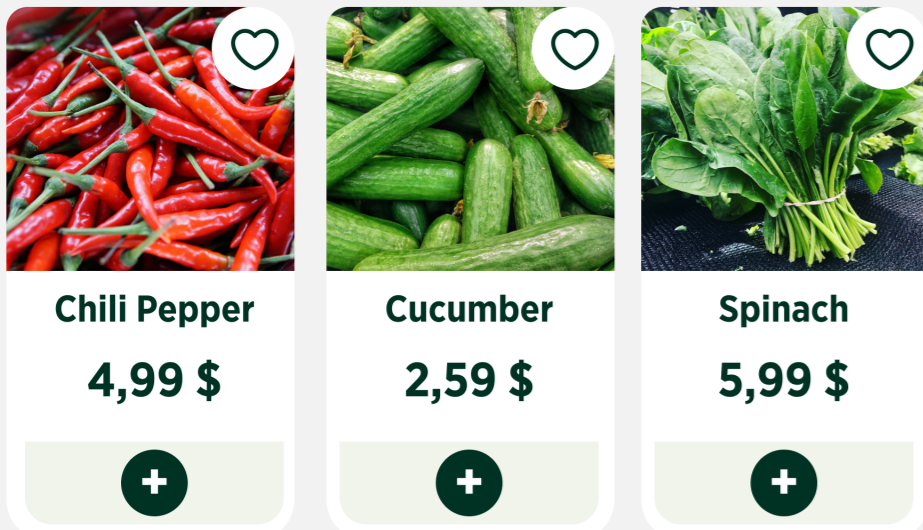 Chili Pepper
4,99 $
Cucumber
2,59 $
Spinach
5,99 $